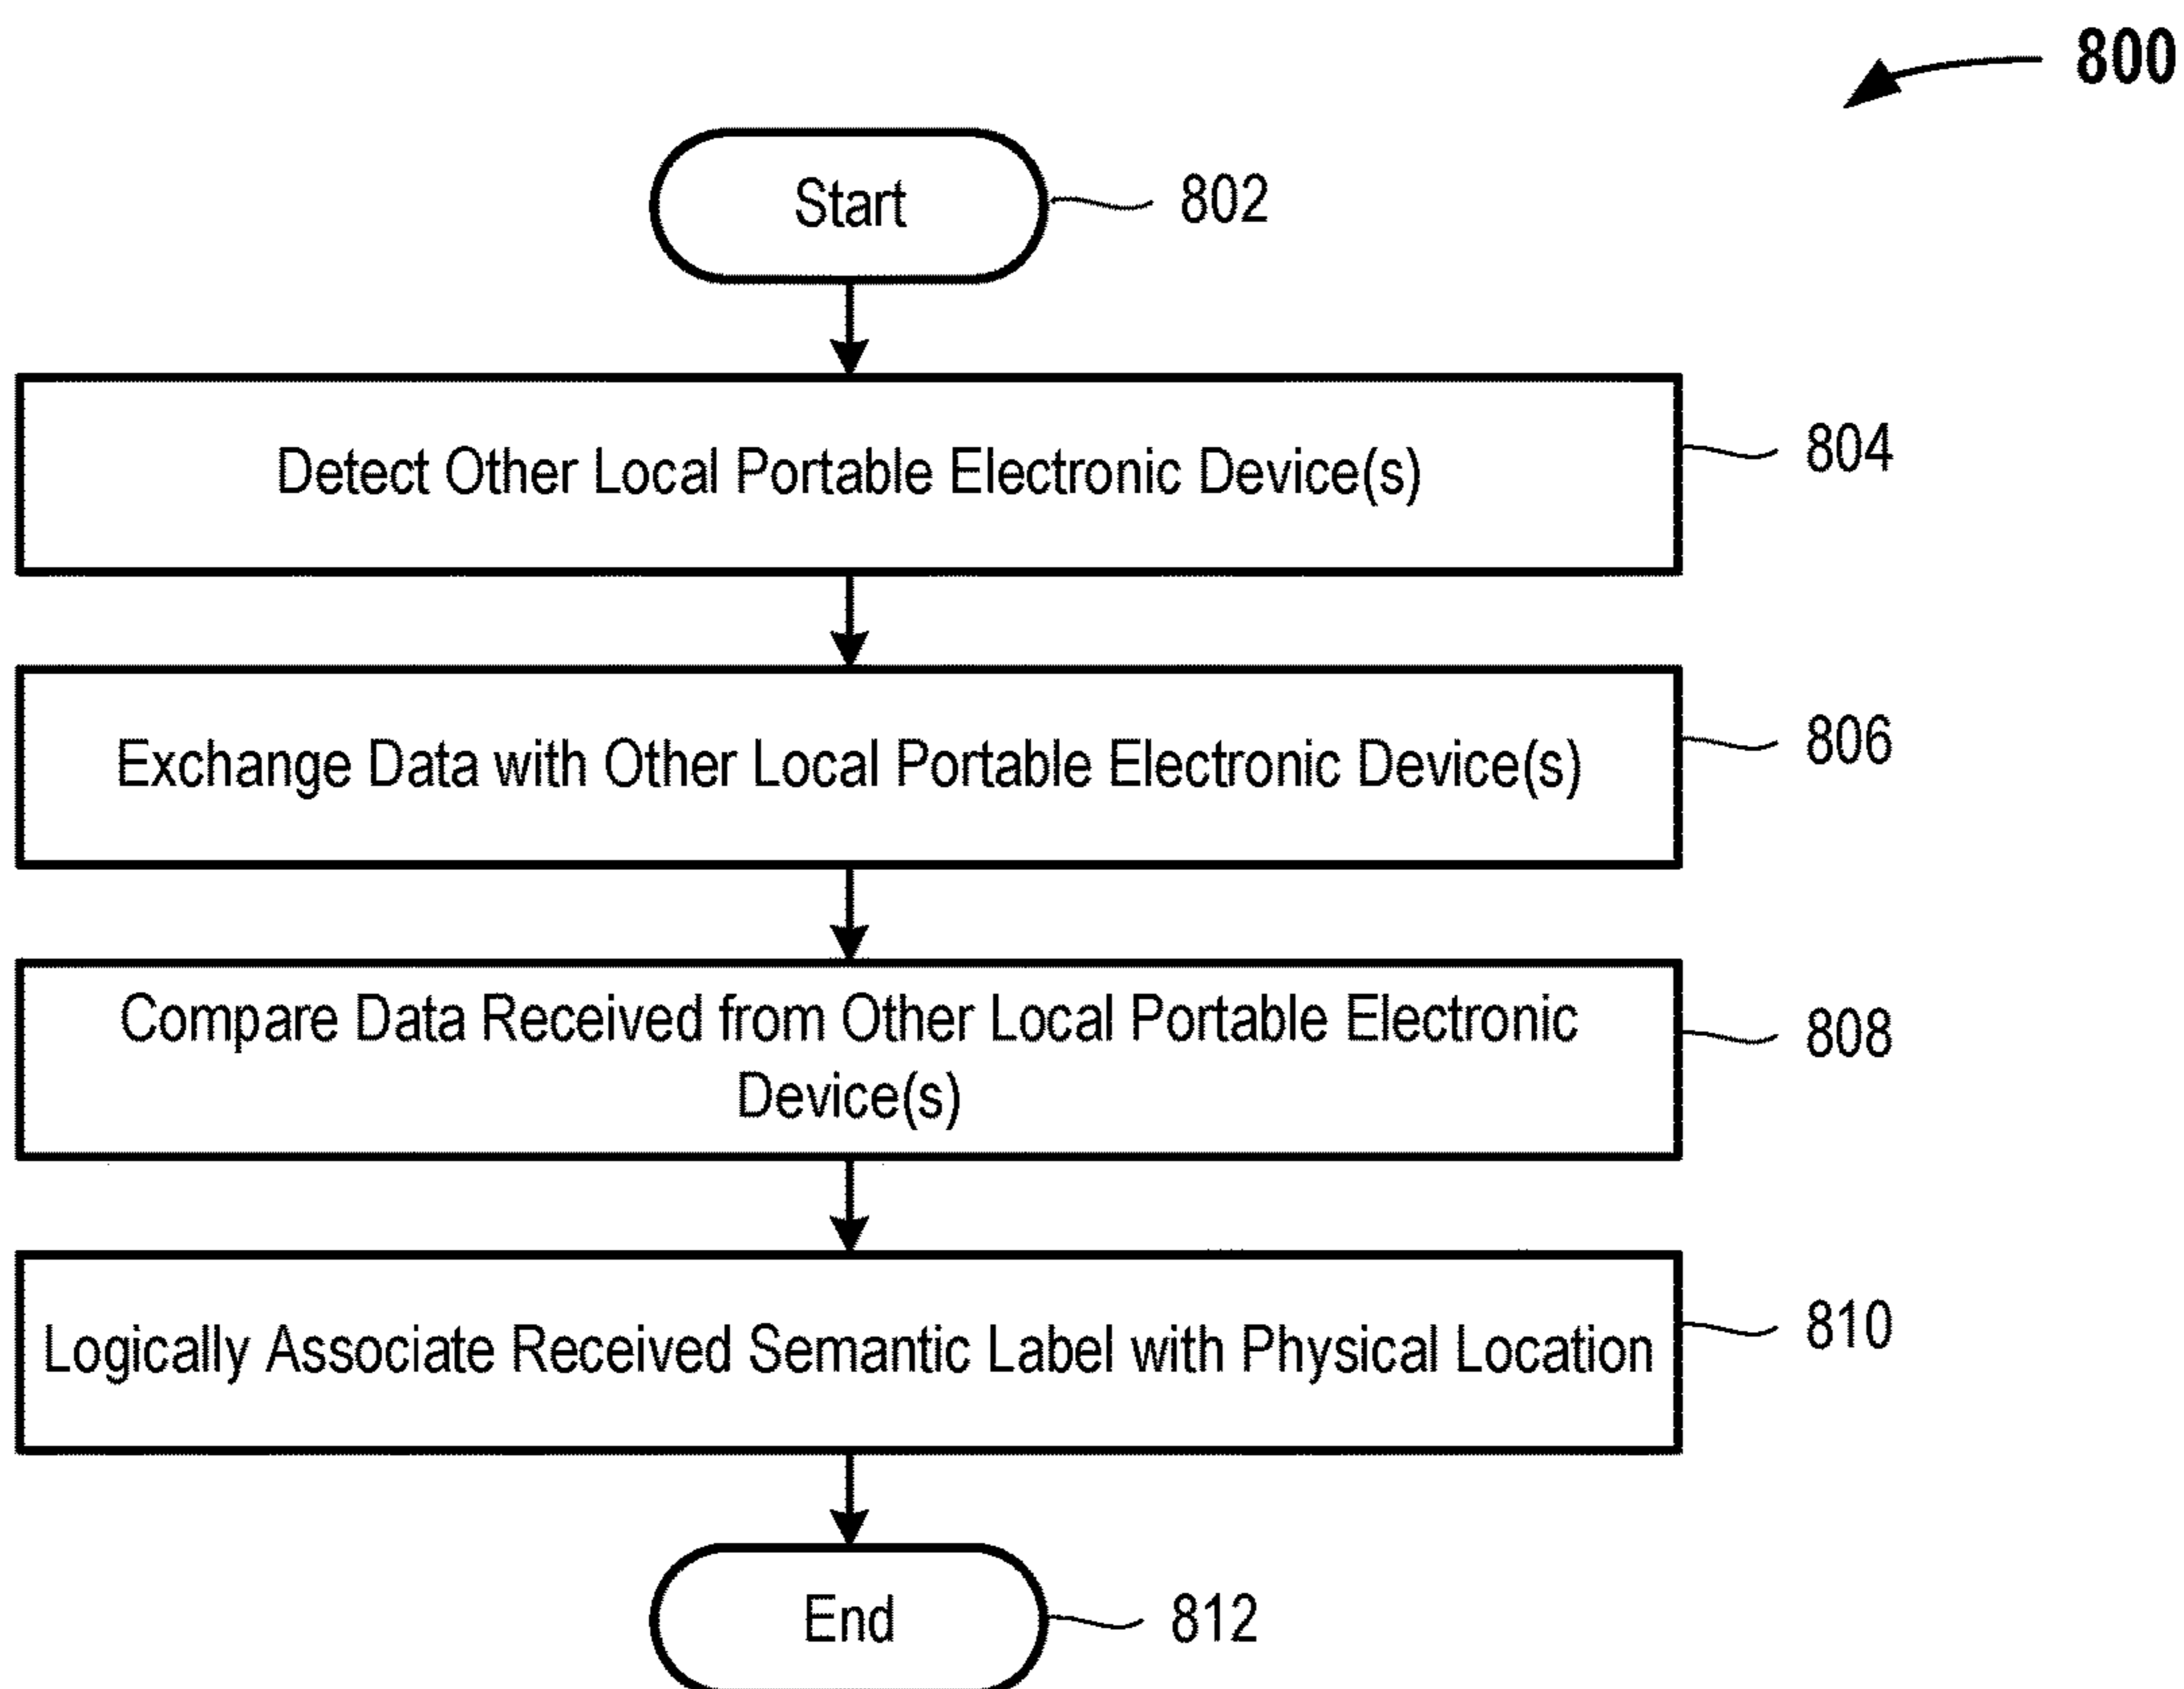 800
Start
802
Detect Other Local Portable Electronic Device(s)
804
Exchange Data with Other Local Portable Electronic Device(s)
806
Compare Data Received from Other Local Portable Electronic
Device(s)
808
Logically Associate Received Semantic Label with Physical Location
810
End
812